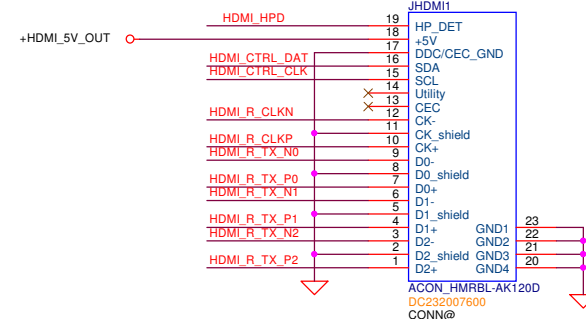 JHDMI1
HDMI_HPD 19 HP_DET
+HDMI_5V_OUT 18 +5V
17 DDC/CEC_GND
HDMI_CTRL_DAT 16 SDA
HDMI_CTRL_CLK 15 SCL
14 Utility
13 CEC
HDMI_R_CLKN 12 CK-
11 CK_shield
HDMI_R_CLKP 10 CK+
HDMI_R_TX_N0 9 D0-
8 D0_shield
HDMI_R_TX_P0 7 D0+
HDMI_R_TX_N1 6 D1-
5 D1_shield
HDMI_R_TX_P1 4 D1+ GND1 23
HDMI_R_TX_N2 3 D2- GND2 22
2 D2_shield GND3 21
HDMI_R_TX_P2 1 D2+ GND4 20
ACON_HMRBL-AK120D
DC232007600
CONN@